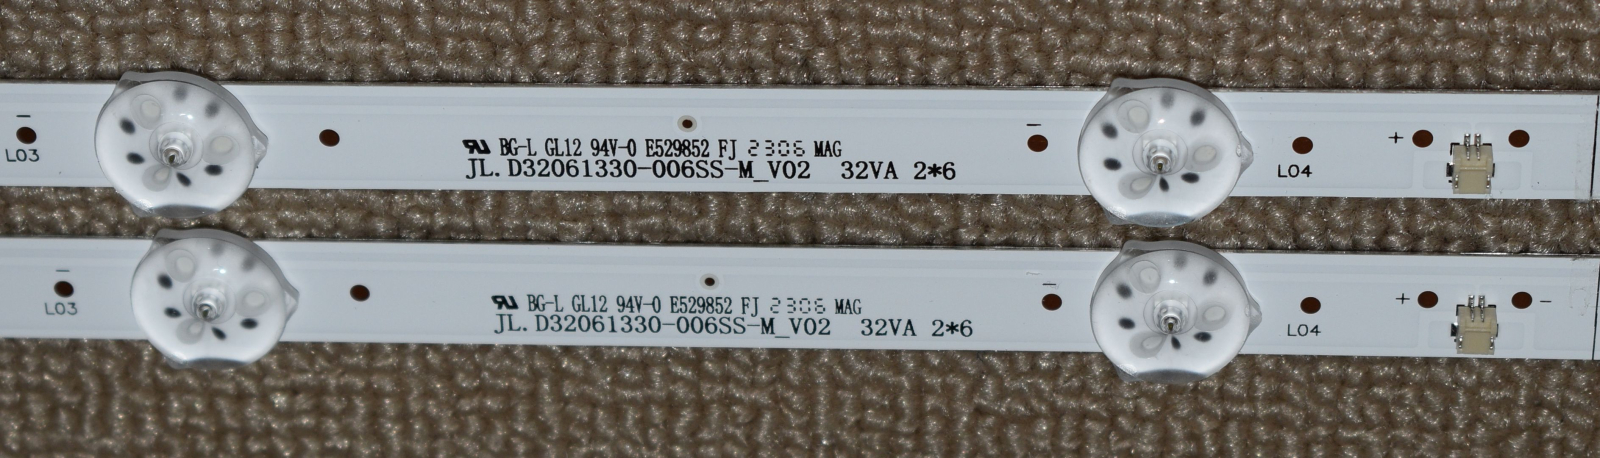 L03
BG-L GL12 94V-0 E529852 FJ 2306 MAG
JL.D32061330-006SS-M_V02 32VA 2*6
-
-
L04
+
L03
BG-L GL12 94V-0 E529852 FJ 2306 MAG
JL.D32061330-006SS-M_V02 32VA 2*6
-
-
L04
+
-